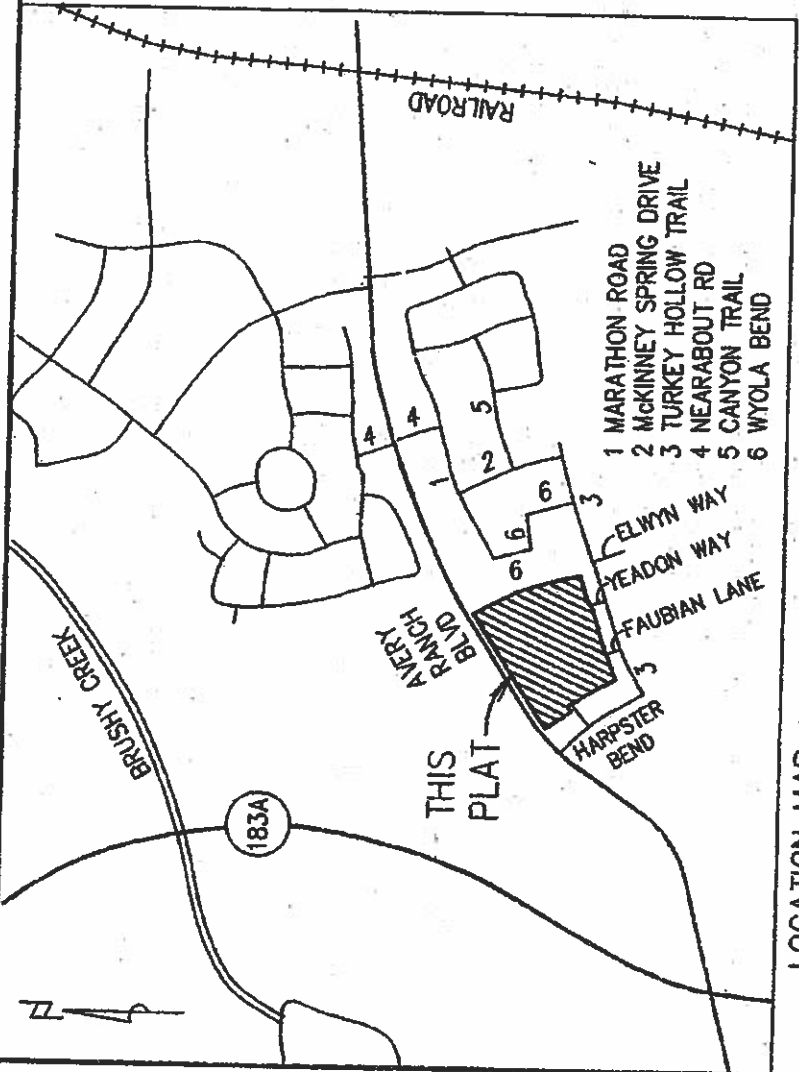 N
BRUSHY CREEK
183A
THIS
PLAT
AVERY
RANCH
BLVD
RAILROAD
4
4
1
2
5
6
6
6
3
3
HARPSTER
BEND
FAUBIAN LANE
YEADON WAY
ELWYN WAY
1 MARATHON ROAD
2 McKINNEY SPRING DRIVE
3 TURKEY HOLLOW TRAIL
4 NEARABOUT RD
5 CANYON TRAIL
6 WYOLA BEND
LOCATION MAP